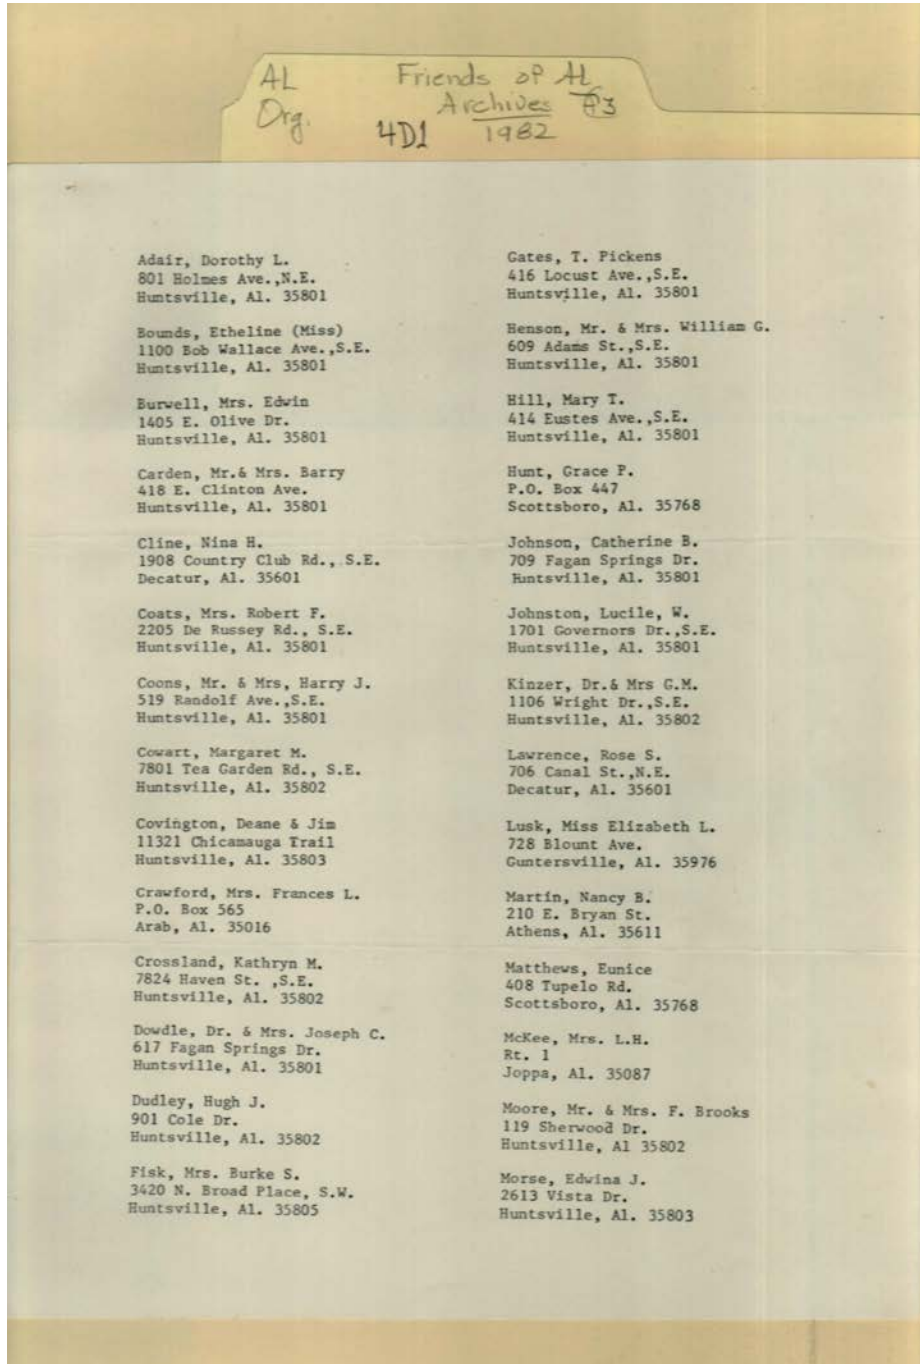 AL Friends of AL
Org. Archives
4D1 1982
Adair, Dorothy L.
801 Holmes Ave.,N.E.
Huntsville, Al. 35801
Bounds, Etheline (Miss)
1100 Bob Wallace Ave.,S.E.
Huntsville, Al. 35801
Burwell, Mrs. Edwin
1405 E. Olive Dr.
Huntsville, Al. 35801
Carden, Mr.& Mrs. Barry
418 E. Clinton Ave.
Huntsville, Al. 35801
Cline, Nina H.
1908 Country Club Rd., S.E.
Decatur, Al. 35601
Coats, Mrs. Robert F.
2205 De Russey Rd., S.E.
Huntsville, Al. 35801
Coons, Mr. & Mrs, Harry J.
519 Randolf Ave.,S.E.
Huntsville, Al. 35801
Cowart, Margaret M.
7801 Tea Garden Rd., S.E.
Huntsville, Al. 35802
Covington, Deane & Jim
11321 Chicamauga Trail
Huntsville, Al. 35803
Crawford, Mrs. Frances L.
P.O. Box 565
Arab, Al. 35016
Crossland, Kathryn M.
7824 Haven St. ,S.E.
Huntsville, Al. 35802
Dowdle, Dr. & Mrs. Joseph C.
617 Fagan Springs Dr.
Huntsville, Al. 35801
Dudley, Hugh J.
901 Cole Dr.
Huntsville, Al. 35802
Fisk, Mrs. Burke S.
3420 N. Broad Place, S.W.
Huntsville, Al. 35805
Gates, T. Pickens
416 Locust Ave.,S.E.
Huntsville, Al. 35801
Henson, Mr. & Mrs. William G.
609 Adams St.,S.E.
Huntsville, Al. 35801
Hill, Mary T.
414 Eustes Ave.,S.E.
Huntsville, Al. 35801
Hunt, Grace P.
P.O. Box 447
Scottsboro, Al. 35768
Johnson, Catherine B.
709 Fagan Springs Dr.
Huntsville, Al. 35801
Johnston, Lucile, W.
1701 Governors Dr.,S.E.
Huntsville, Al. 35801
Kinzer, Dr.& Mrs G.M.
1106 Wright Dr.,S.E.
Huntsville, Al. 35802
Lawrence, Rose S.
706 Canal St.,N.E.
Decatur, Al. 35601
Lusk, Miss Elizabeth L.
728 Blount Ave.
Guntersville, Al. 35976
Martin, Nancy B.
210 E. Bryan St.
Athens, Al. 35611
Matthews, Eunice
408 Tupelo Rd.
Scottsboro, Al. 35768
McKee, Mrs. L.H.
Rt. 1
Joppa, Al. 35087
Moore, Mr. & Mrs. F. Brooks
119 Sherwood Dr.
Huntsville, Al 35802
Morse, Edwina J.
2613 Vista Dr.
Huntsville, Al. 35803